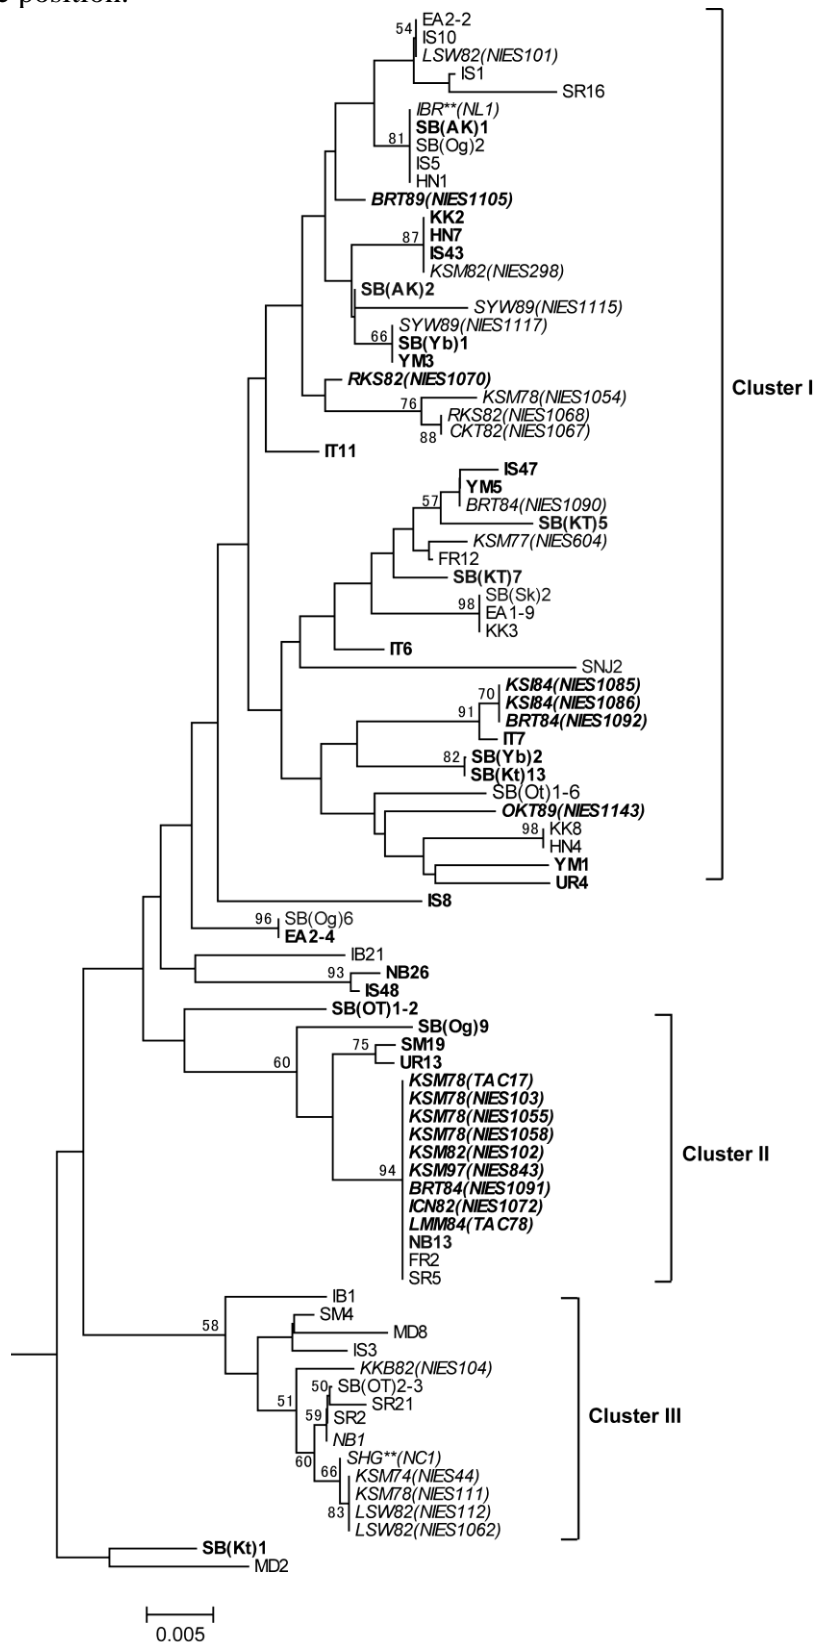 e position.
54
EA2-2
IS10
LSW82(NIES101)
IS1
SR16
IBR**(NL1)
SB(AK)1
81
SB(Og)2
IS5
HN1
BRT89(NIES1105)
KK2
87
HN7
IS43
KSM82(NIES298)
SB(AK)2
SYW89(NIES1115)
SYW89(NIES1117)
66
SB(Yb)1
YM3
RKS82(NIES1070)
Cluster I
KSM78(NIES1054)
76
RKS82(NIES1068)
CKT82(NIES1067)
88
IT11
IS47
YM5
57
BRT84(NIES1090)
SB(KT)5
KSM77(NIES604)
FR12
SB(KT)7
SB(Sk)2
98
EA1-9
KK3
IT6
SNJ2
KSI84(NIES1085)
70
KSI84(NIES1086)
91
BRT84(NIES1092)
IT7
82
SB(Yb)2
SB(Kt)13
SB(Ot)1-6
OKT89(NIES1143)
98
KK8
HN4
YM1
UR4
IS8
96
SB(Og)6
EA2-4
IB21
93
NB26
IS48
SB(OT)1-2
SB(Og)9
75
SM19
60
UR13
KSM78(TAC17)
KSM78(NIES103)
KSM78(NIES1055)
KSM78(NIES1058)
KSM82(NIES102)
Cluster II
94
KSM97(NIES843)
BRT84(NIES1091)
ICN82(NIES1072)
LMM84(TAC78)
NB13
FR2
SR5
IB1
58
SM4
MD8
IS3
KKB82(NIES104)
50
SB(OT)2-3
51
SR21
59
SR2
Cluster III
NB1
60
SHG**(NC1)
66
KSM74(NIES44)
KSM78(NIES111)
83
LSW82(NIES112)
LSW82(NIES1062)
SB(Kt)1
MD2
0.005